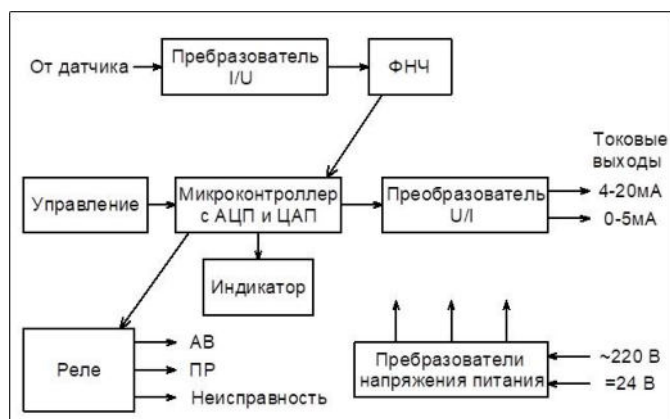 От датчика
Пребразователь
I/U
ФНЧ
Токовые
выходы
Управление
Микроконтроллер
с АЦП и ЦАП
Преобразователь
U/I
4-20мА
0-5мА
Индикатор
Реле
АВ
ПР
Неисправность
Пребразователи
напряжения питания
~220 В
=24 В